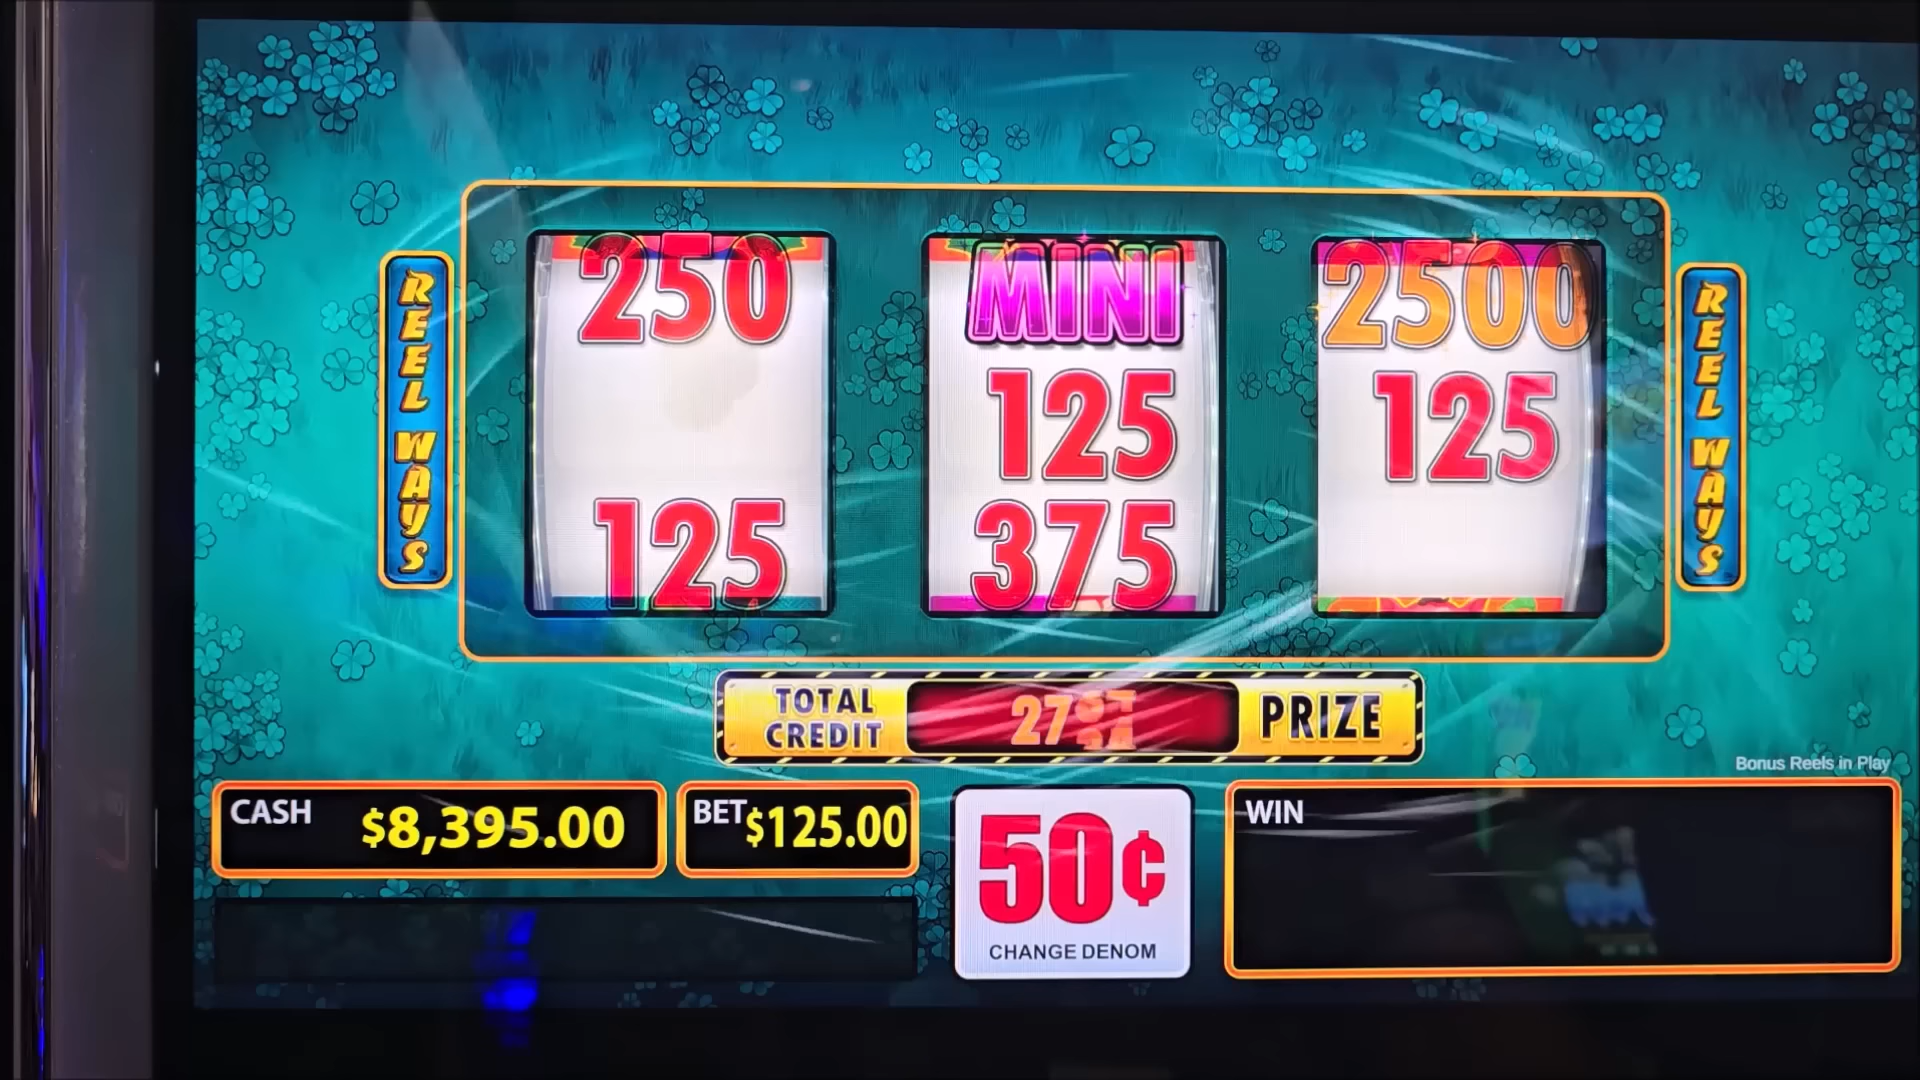 REEL WAYS
250
125
MINI
125
375
2500
125
REEL WAYS
TOTAL
CREDIT
27
PRIZE
Bonus Reels in Play
CASH
$8,395.00
BET
$125.00
50¢
CHANGE DENOM
WIN